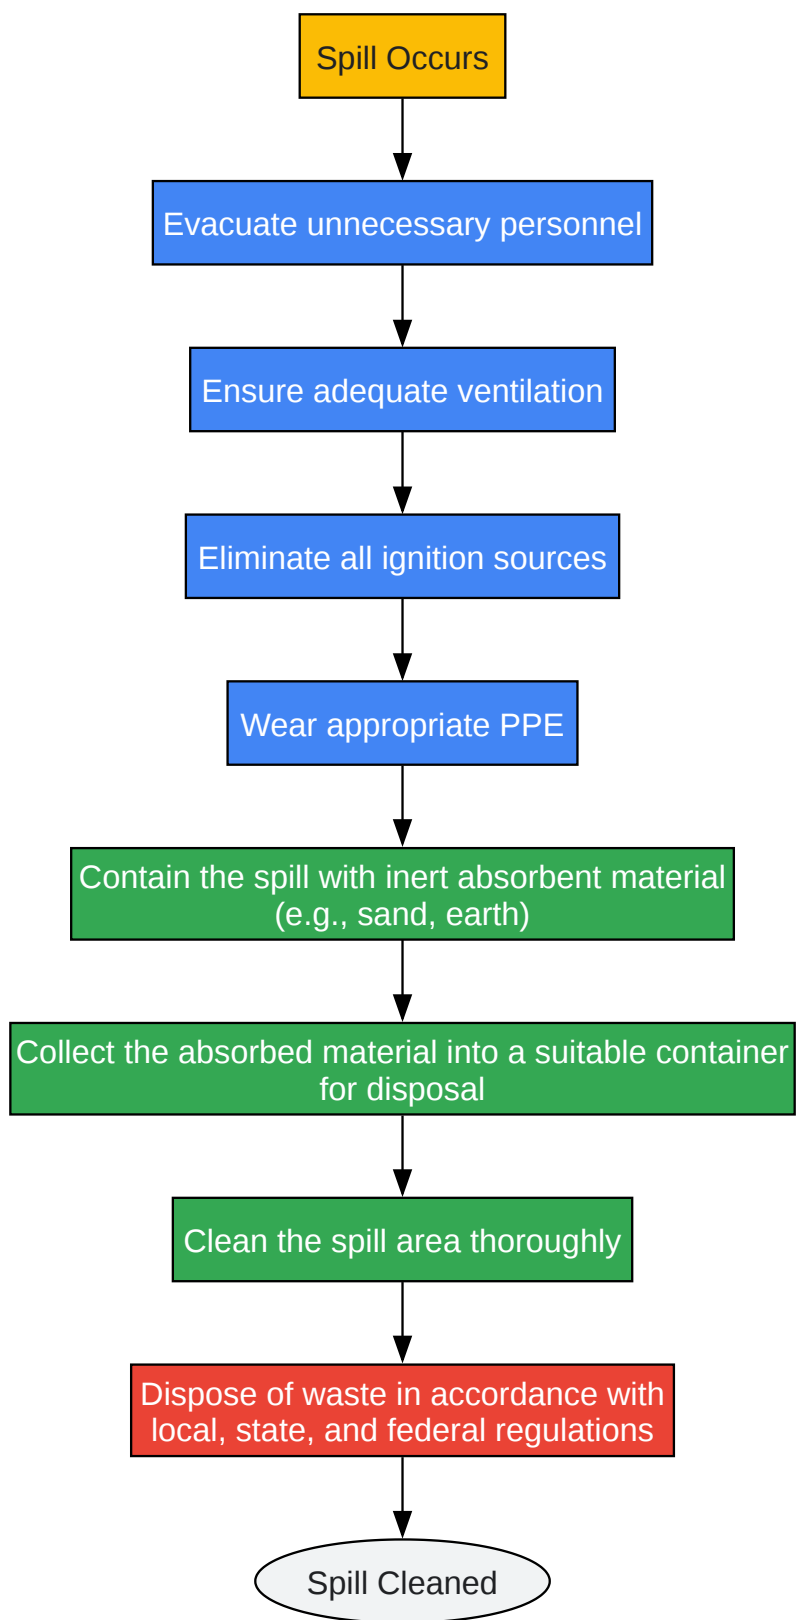 Spill Occurs
Evacuate unnecessary personnel
Ensure adequate ventilation
Eliminate all ignition sources
Wear appropriate PPE
Contain the spill with inert absorbent material
(e.g., sand, earth)
Collect the absorbed material into a suitable container
for disposal
Clean the spill area thoroughly
Dispose of waste in accordance with
local, state, and federal regulations
Spill Cleaned